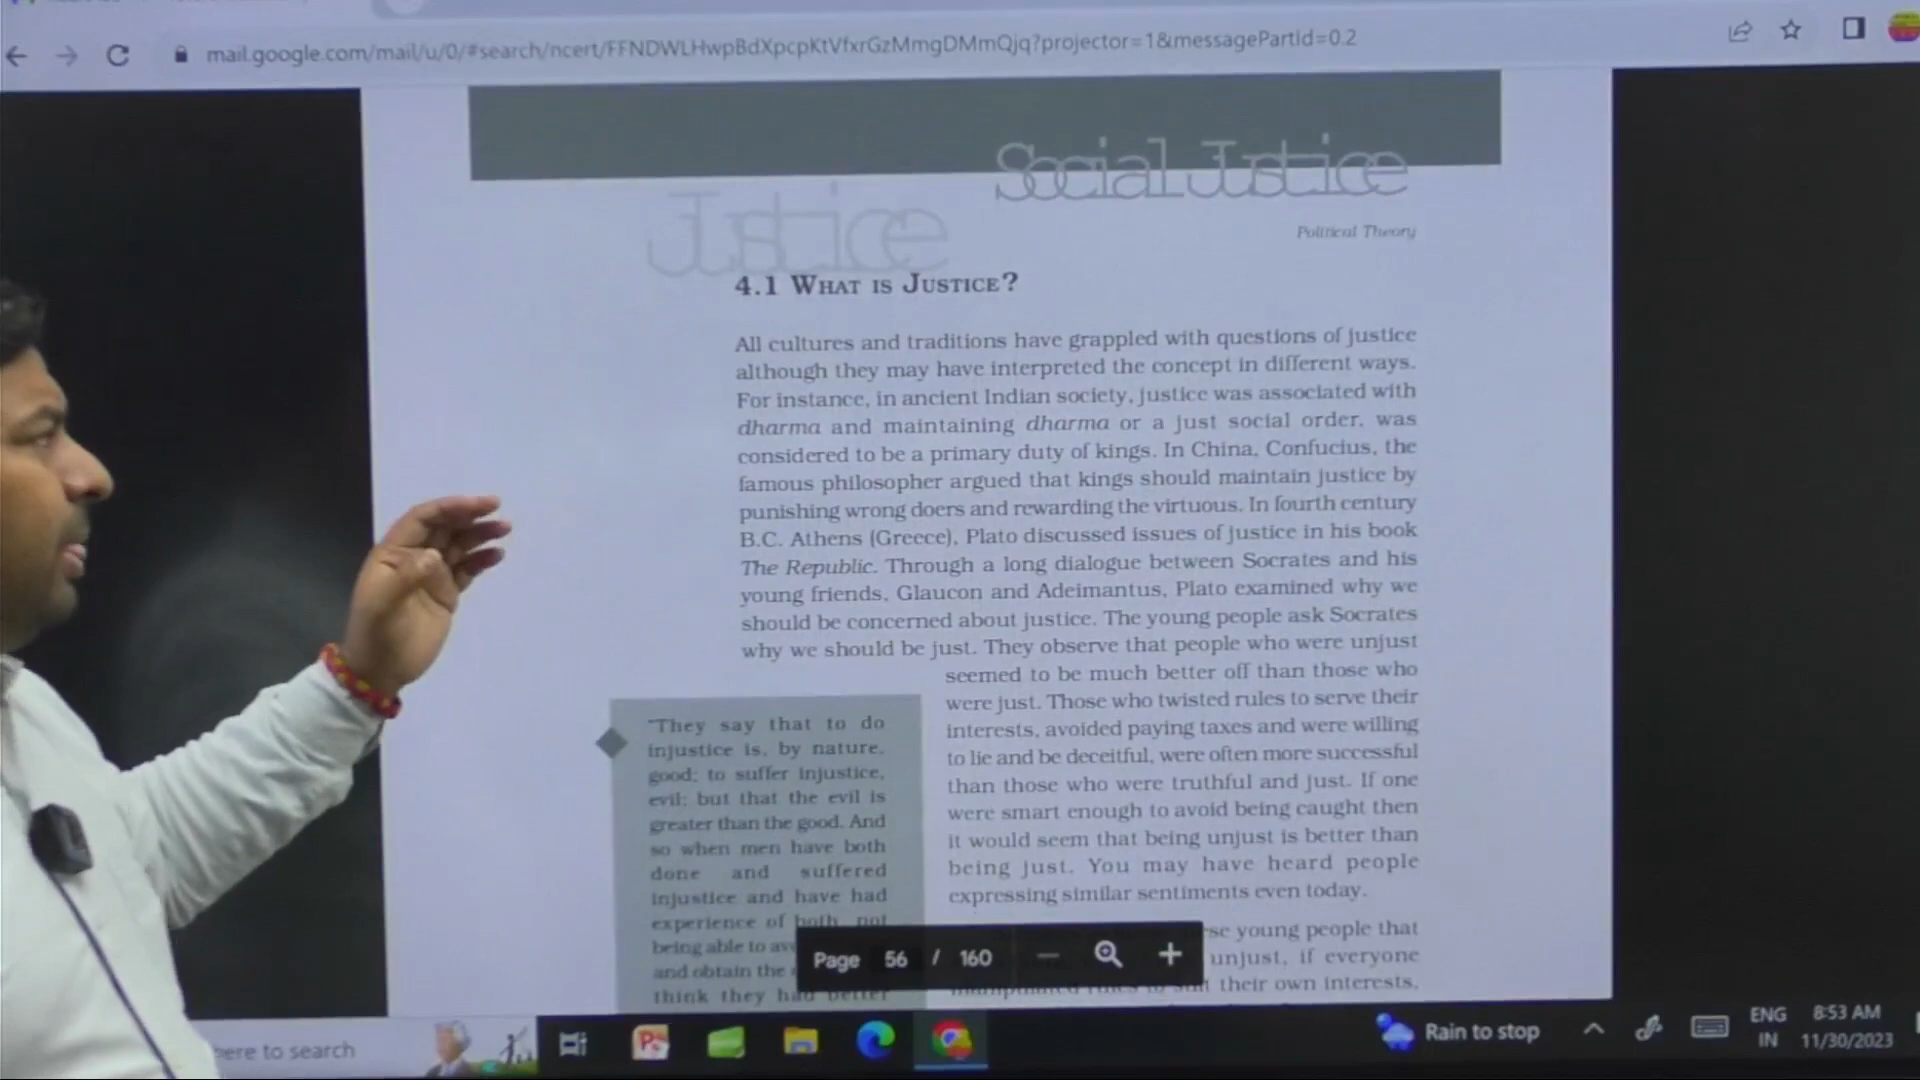 mail.google.com/mail/u/0/#search/ncert/FFNDWLHwpBdXpcpKtVfxrGzMmgDMmQjq?projector=1&messagePartId=0.2
Social Justice
Justice
Political Theory
4.1 WHAT IS JUSTICE?
All cultures and traditions have grappled with questions of justice
although they may have interpreted the concept in different ways.
For instance, in ancient Indian society, justice was associated with
dharma and maintaining dharma or a just social order, was
considered to be a primary duty of kings. In China, Confucius, the
famous philosopher argued that kings should maintain justice by
punishing wrong doers and rewarding the virtuous. In fourth century
B.C. Athens (Greece), Plato discussed issues of justice in his book
The Republic. Through a long dialogue between Socrates and his
young friends, Glaucon and Adeimantus, Plato examined why we
should be concerned about justice. The young people ask Socrates
why we should be just. They observe that people who were unjust
seemed to be much better off than those who
were just. Those who twisted rules to serve their
interests, avoided paying taxes and were willing
to lie and be deceitful, were often more successful
than those who were truthful and just. If one
were smart enough to avoid being caught then
it would seem that being unjust is better than
being just. You may have heard people
expressing similar sentiments even today.
young people that
unjust, if everyone
their own interests,
"They say that to do
injustice is, by nature,
good; to suffer injustice,
evil; but that the evil is
greater than the good. And
so when men have both
done and suffered
injustice and have had
experience of both, not
being able to
and obtain the
think they had better
Page 56 / 160
here to search
Rain to stop
ENG
IN
8:53 AM
11/30/2023